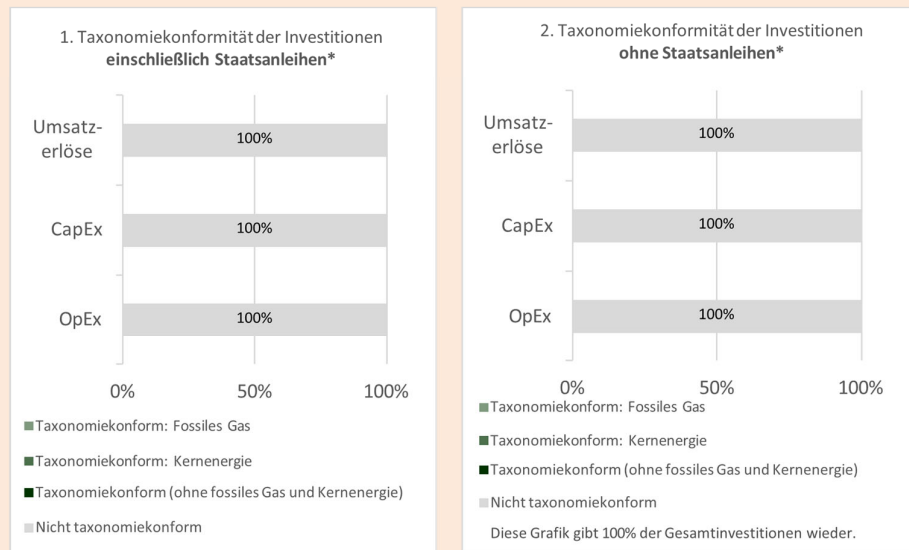 1. Taxonomiekonformität der Investitionen
einschließlich Staatsanleihen*
Umsatz-
erlöse
100%
CapEx
100%
OpEx
100%
0%
50%
100%
Taxonomiekonform: Fossiles Gas
Taxonomiekonform: Kernenergie
Taxonomiekonform (ohne fossiles Gas und Kernenergie)
Nicht taxonomiekonform
2. Taxonomiekonformität der Investitionen
ohne Staatsanleihen*
Umsatz-
erlöse
100%
CapEx
100%
OpEx
100%
0%
50%
100%
Taxonomiekonform: Fossiles Gas
Taxonomiekonform: Kernenergie
Taxonomiekonform (ohne fossiles Gas und Kernenergie)
Nicht taxonomiekonform
Diese Grafik gibt 100% der Gesamtinvestitionen wieder.